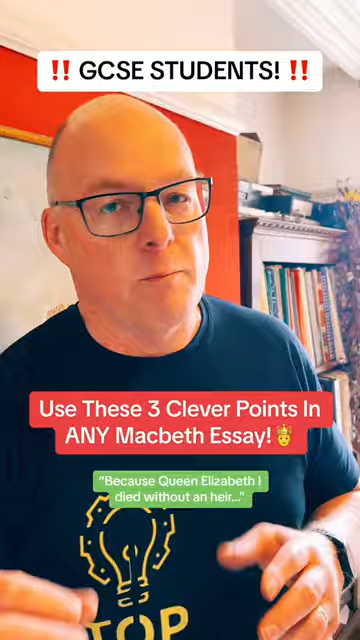 ‼️ GCSE STUDENTS! ‼️
Use These 3 Clever Points In
ANY Macbeth Essay!🤴
"Because Queen Elizabeth I
died without an heir..."
TOP